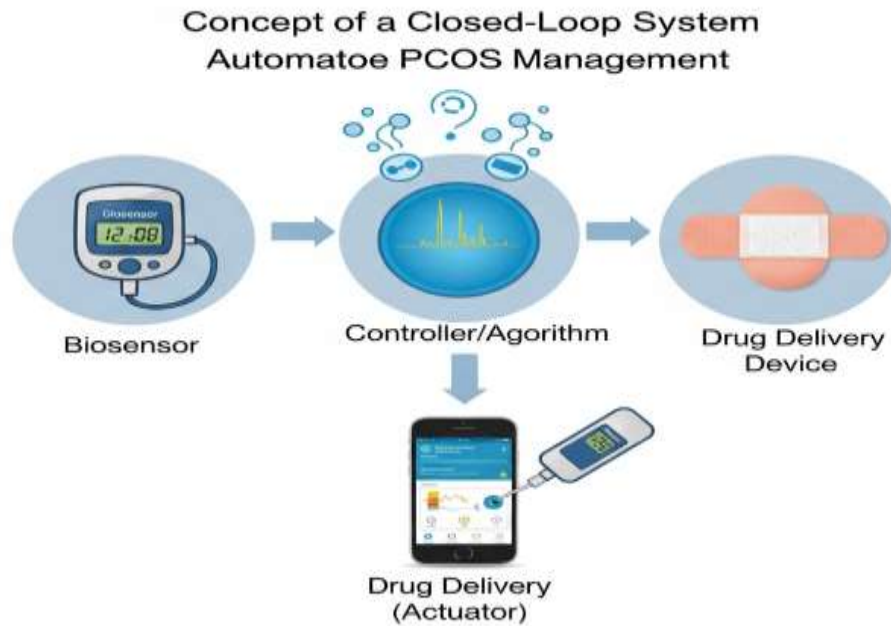 Concept of a Closed-Loop System
Automatoe PCOS Management
Biosensor
12:08
Biosensor
Controller/Agorithm
Drug Delivery
Device
Drug Delivery
(Actuator)